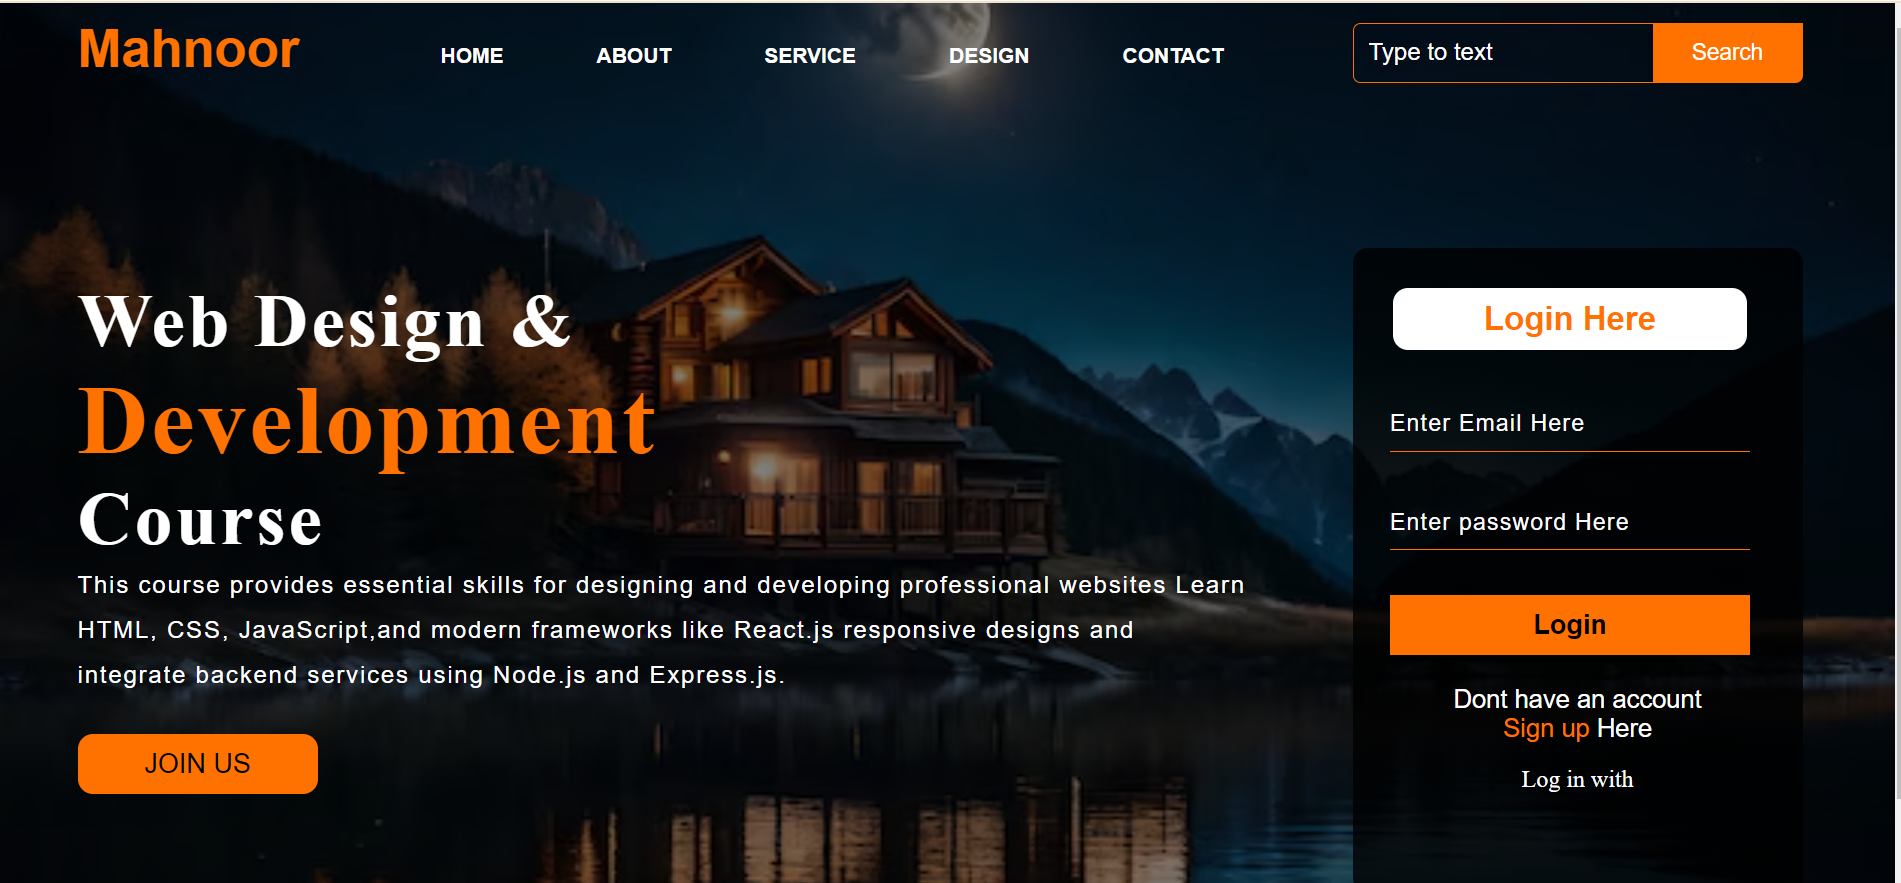 Mahnoor
HOME ABOUT SERVICE DESIGN CONTACT
Type to text Search
Web Design &
Development
Course
This course provides essential skills for designing and developing professional websites Learn
HTML, CSS, JavaScript,and modern frameworks like React.js responsive designs and
integrate backend services using Node.js and Express.js.
JOIN US
Login Here
Enter Email Here
Enter password Here
Login
Dont have an account
Sign up Here
Log in with